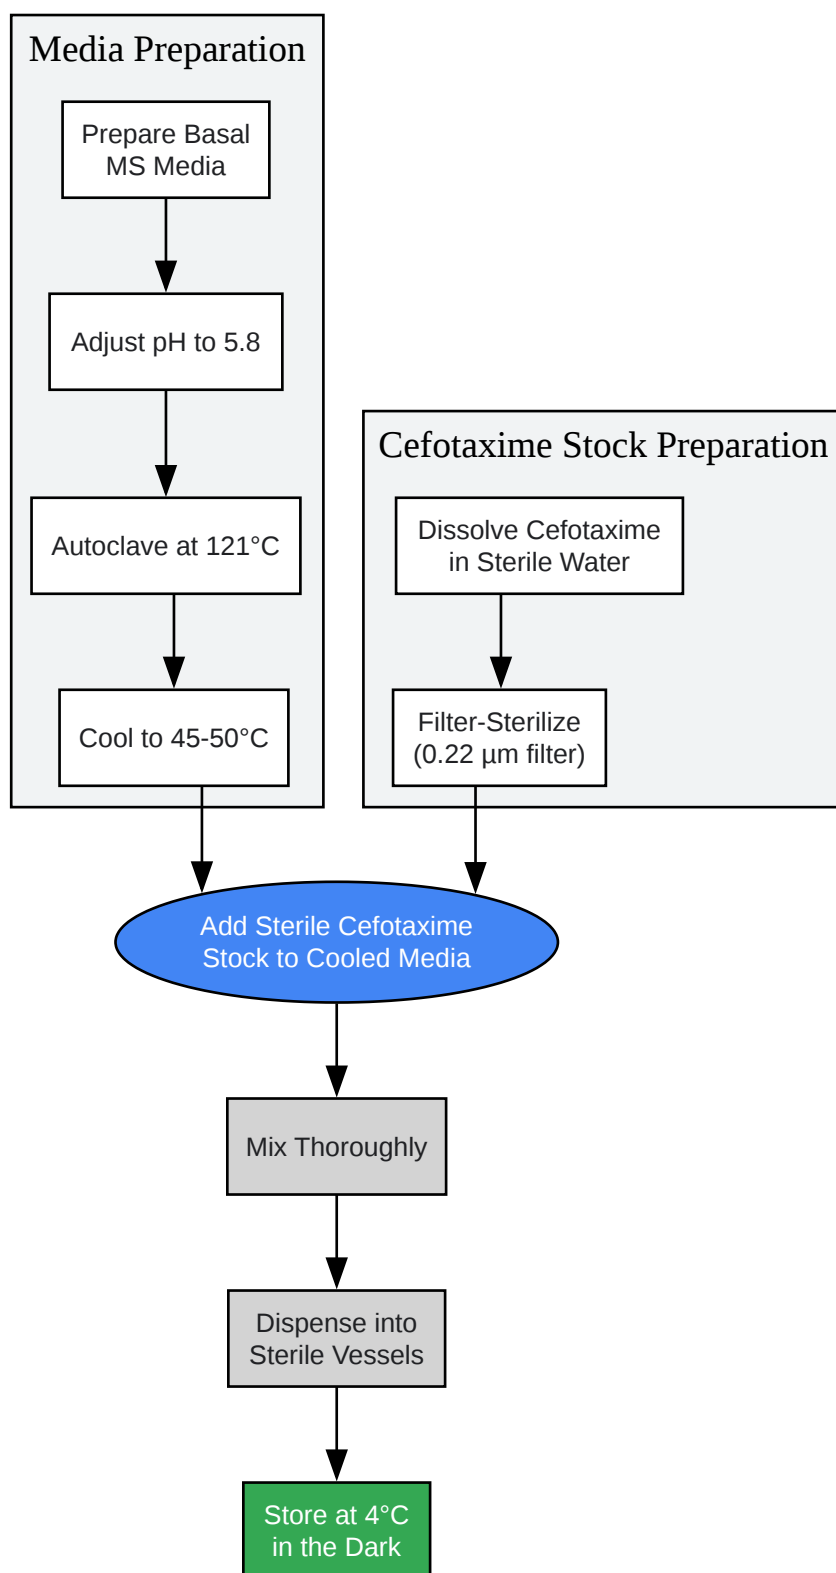 Media Preparation
Prepare Basal
MS Media
Adjust pH to 5.8
Autoclave at 121°C
Cool to 45-50°C
Cefotaxime Stock Preparation
Dissolve Cefotaxime
in Sterile Water
Filter-Sterilize
(0.22 µm filter)
Add Sterile Cefotaxime
Stock to Cooled Media
Mix Thoroughly
Dispense into
Sterile Vessels
Store at 4°C
in the Dark